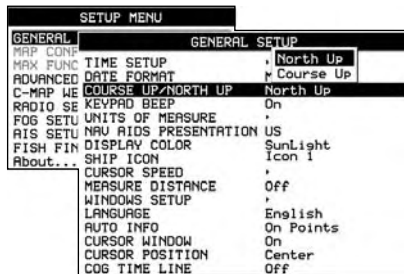 SETUP MENU
GENERAL
MAP CONF
MAX FUNC
ADVANCED
C-MAP WE
RADIO SE
FOG SETU
AIS SETU
FISH FIN
About...
GENERAL SETUP
TIME SETUP
DATE FORMAT M
COURSE UP/NORTH UP North Up
KEYPAD BEEP On
UNITS OF MEASURE
NAV AIDS PRESENTATION US
DISPLAY COLOR SunLight
SHIP ICON Icon 1
CURSOR SPEED
MEASURE DISTANCE Off
WINDOWS SETUP
LANGUAGE English
AUTO INFO On Points
CURSOR WINDOW On
CURSOR POSITION Center
COG TIME LINE Off
North Up
Course Up